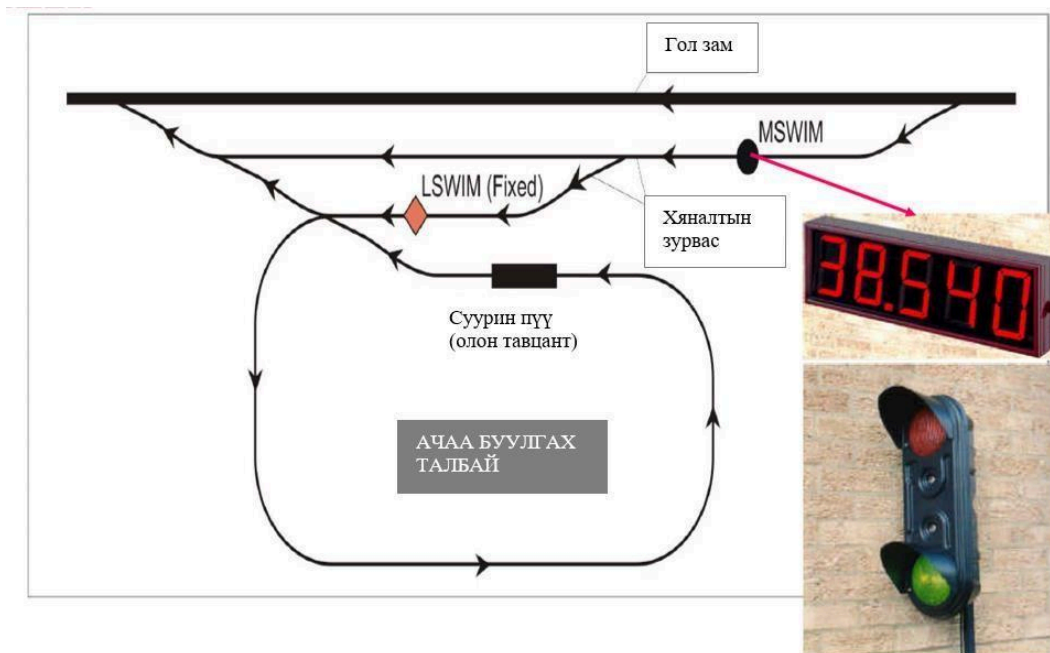 Гол зам
MSWIM
LSWIM (Fixed)
Хяналтын
зурвас
38.540
Суурин пүү
(олон тавцант)
АЧАА БУУЛГАХ
ТАЛБАЙ